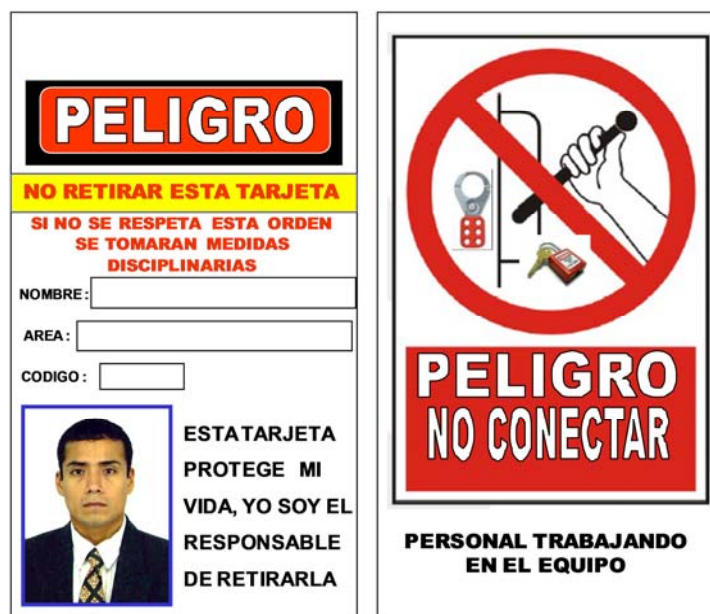 PELIGRO
NO RETIRAR ESTA TARJETA
SI NO SE RESPETA ESTA ORDEN
SE TOMARAN MEDIDAS
DISCIPLINARIAS
NOMBRE:
AREA:
CODIGO:
ESTA TARJETA
PROTEGE MI
VIDA, YO SOY EL
RESPONSABLE
DE RETIRARLA
PELIGRO
NO CONECTAR
PERSONAL TRABAJANDO
EN EL EQUIPO